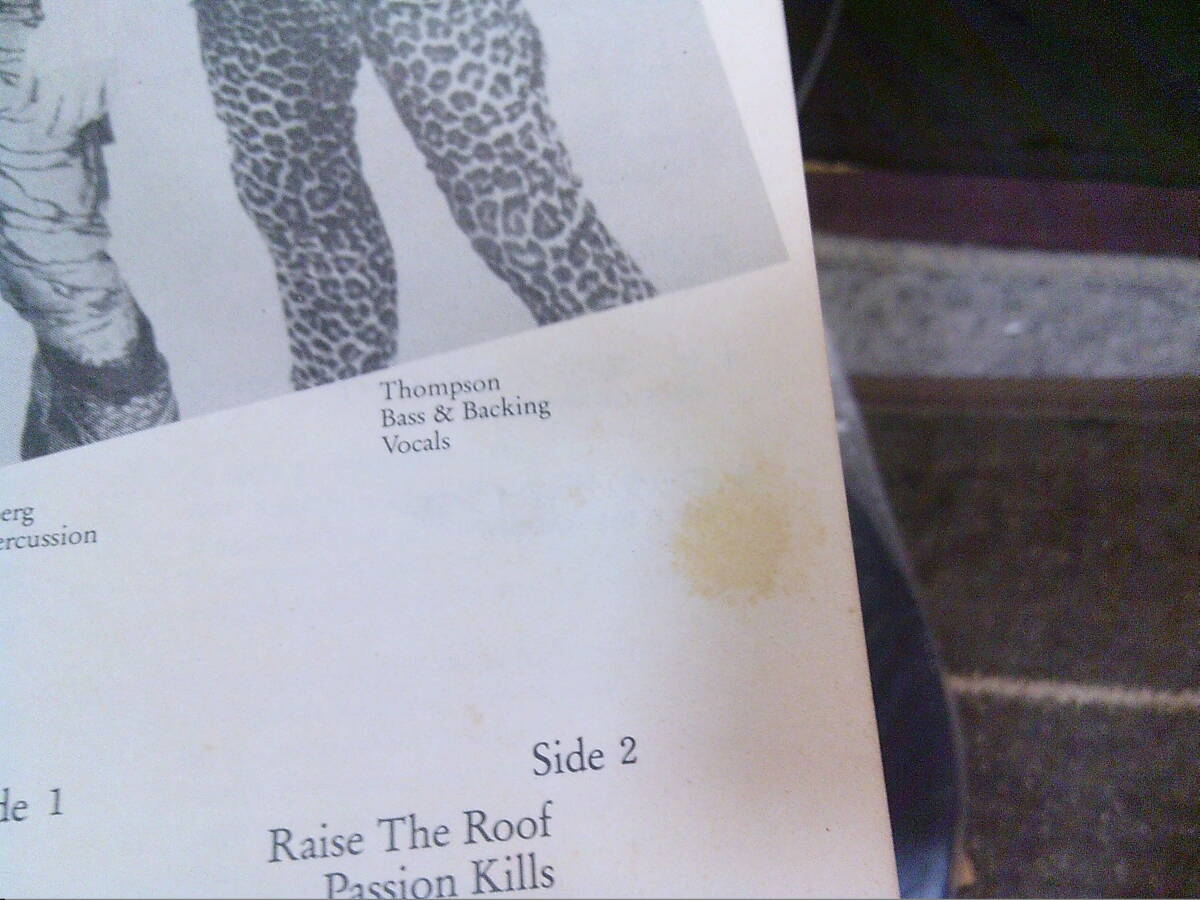 Thompson
Bass & Backing
Vocals
erg
ercussion
Side 2
de 1
Raise The Roof
Passion Kills